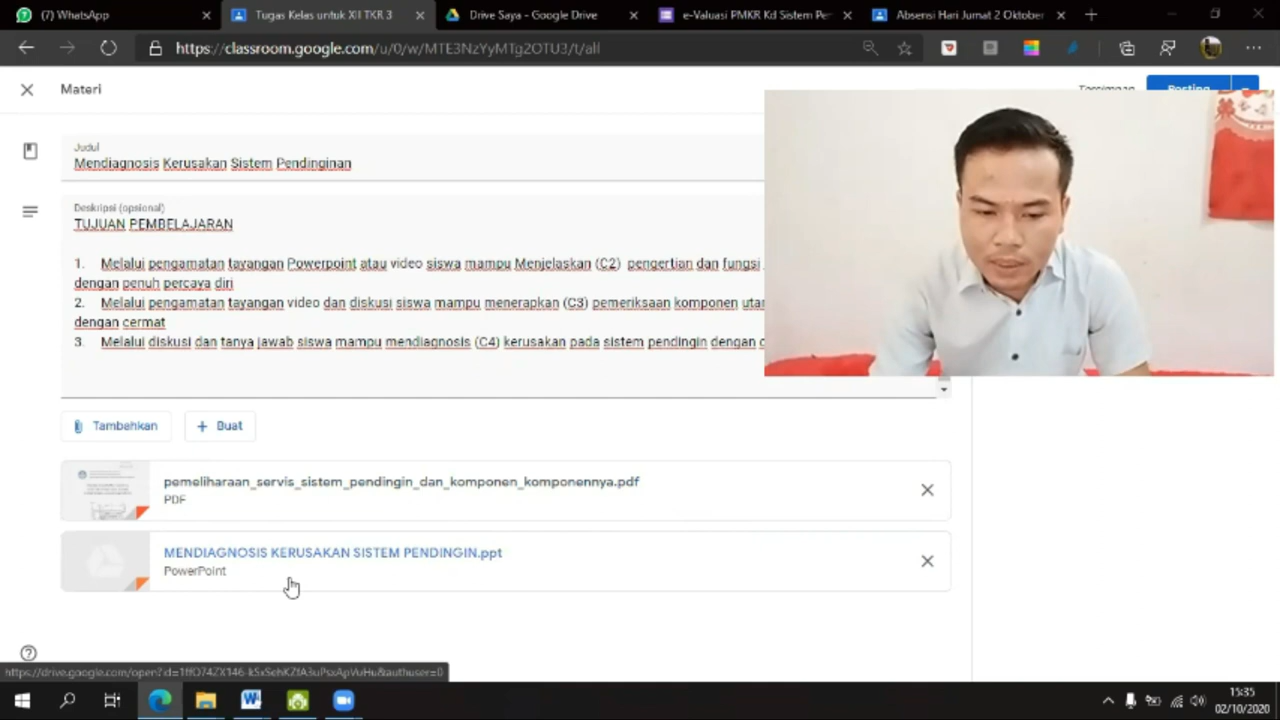 (7) WhatsApp
Tugas Kelas untuk XII TKR 3
Drive Saya - Google Drive
e-Valuasi PMKR Kd Sistem Pe
Absensi Hari Jumat 2 Oktober
https://classroom.google.com/u/0/w/MTE3NzYyMTg2OTU3/t/all
Materi
Tersimpan
Posting
Judul
Mendiagnosis Kerusakan Sistem Pendinginan
Deskripsi (opsional)
TUJUAN PEMBELAJARAN
1. Melalui pengamatan tayangan Powerpoint atau video siswa mampu Menjelaskan (C2) pengertian dan fungsi
dengan penuh percaya diri
2. Melalui pengamatan tayangan video dan diskusi siswa mampu menerapkan (C3) pemeriksaan komponen utam
dengan cermat
3. Melalui diskusi dan tanya jawab siswa mampu mendiagnosis (C4) kerusakan pada sistem pendingin dengan
Tambahkan
+ Buat
pemeliharaan_servis_sistem_pendingin_dan_komponen_komponennya.pdf
PDF
MENDIAGNOSIS KERUSAKAN SISTEM PENDINGIN.ppt
PowerPoint
15:35
02/10/2020